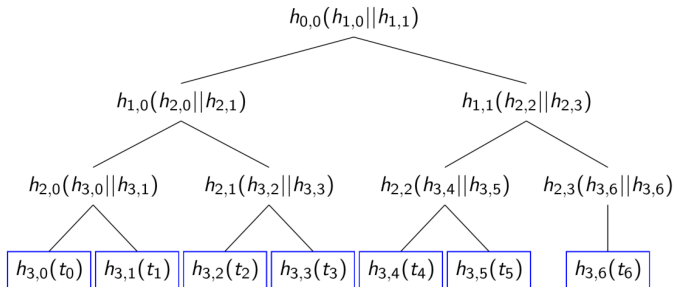 h0,0(h1,0||h1,1)
h1,0(h2,0||h2,1) h1,1(h2,2||h2,3)
h2,0(h3,0||h3,1) h2,1(h3,2||h3,3) h2,2(h3,4||h3,5) h2,3(h3,6||h3,6)
h3,0(t0) h3,1(t1) h3,2(t2) h3,3(t3) h3,4(t4) h3,5(t5) h3,6(t6)